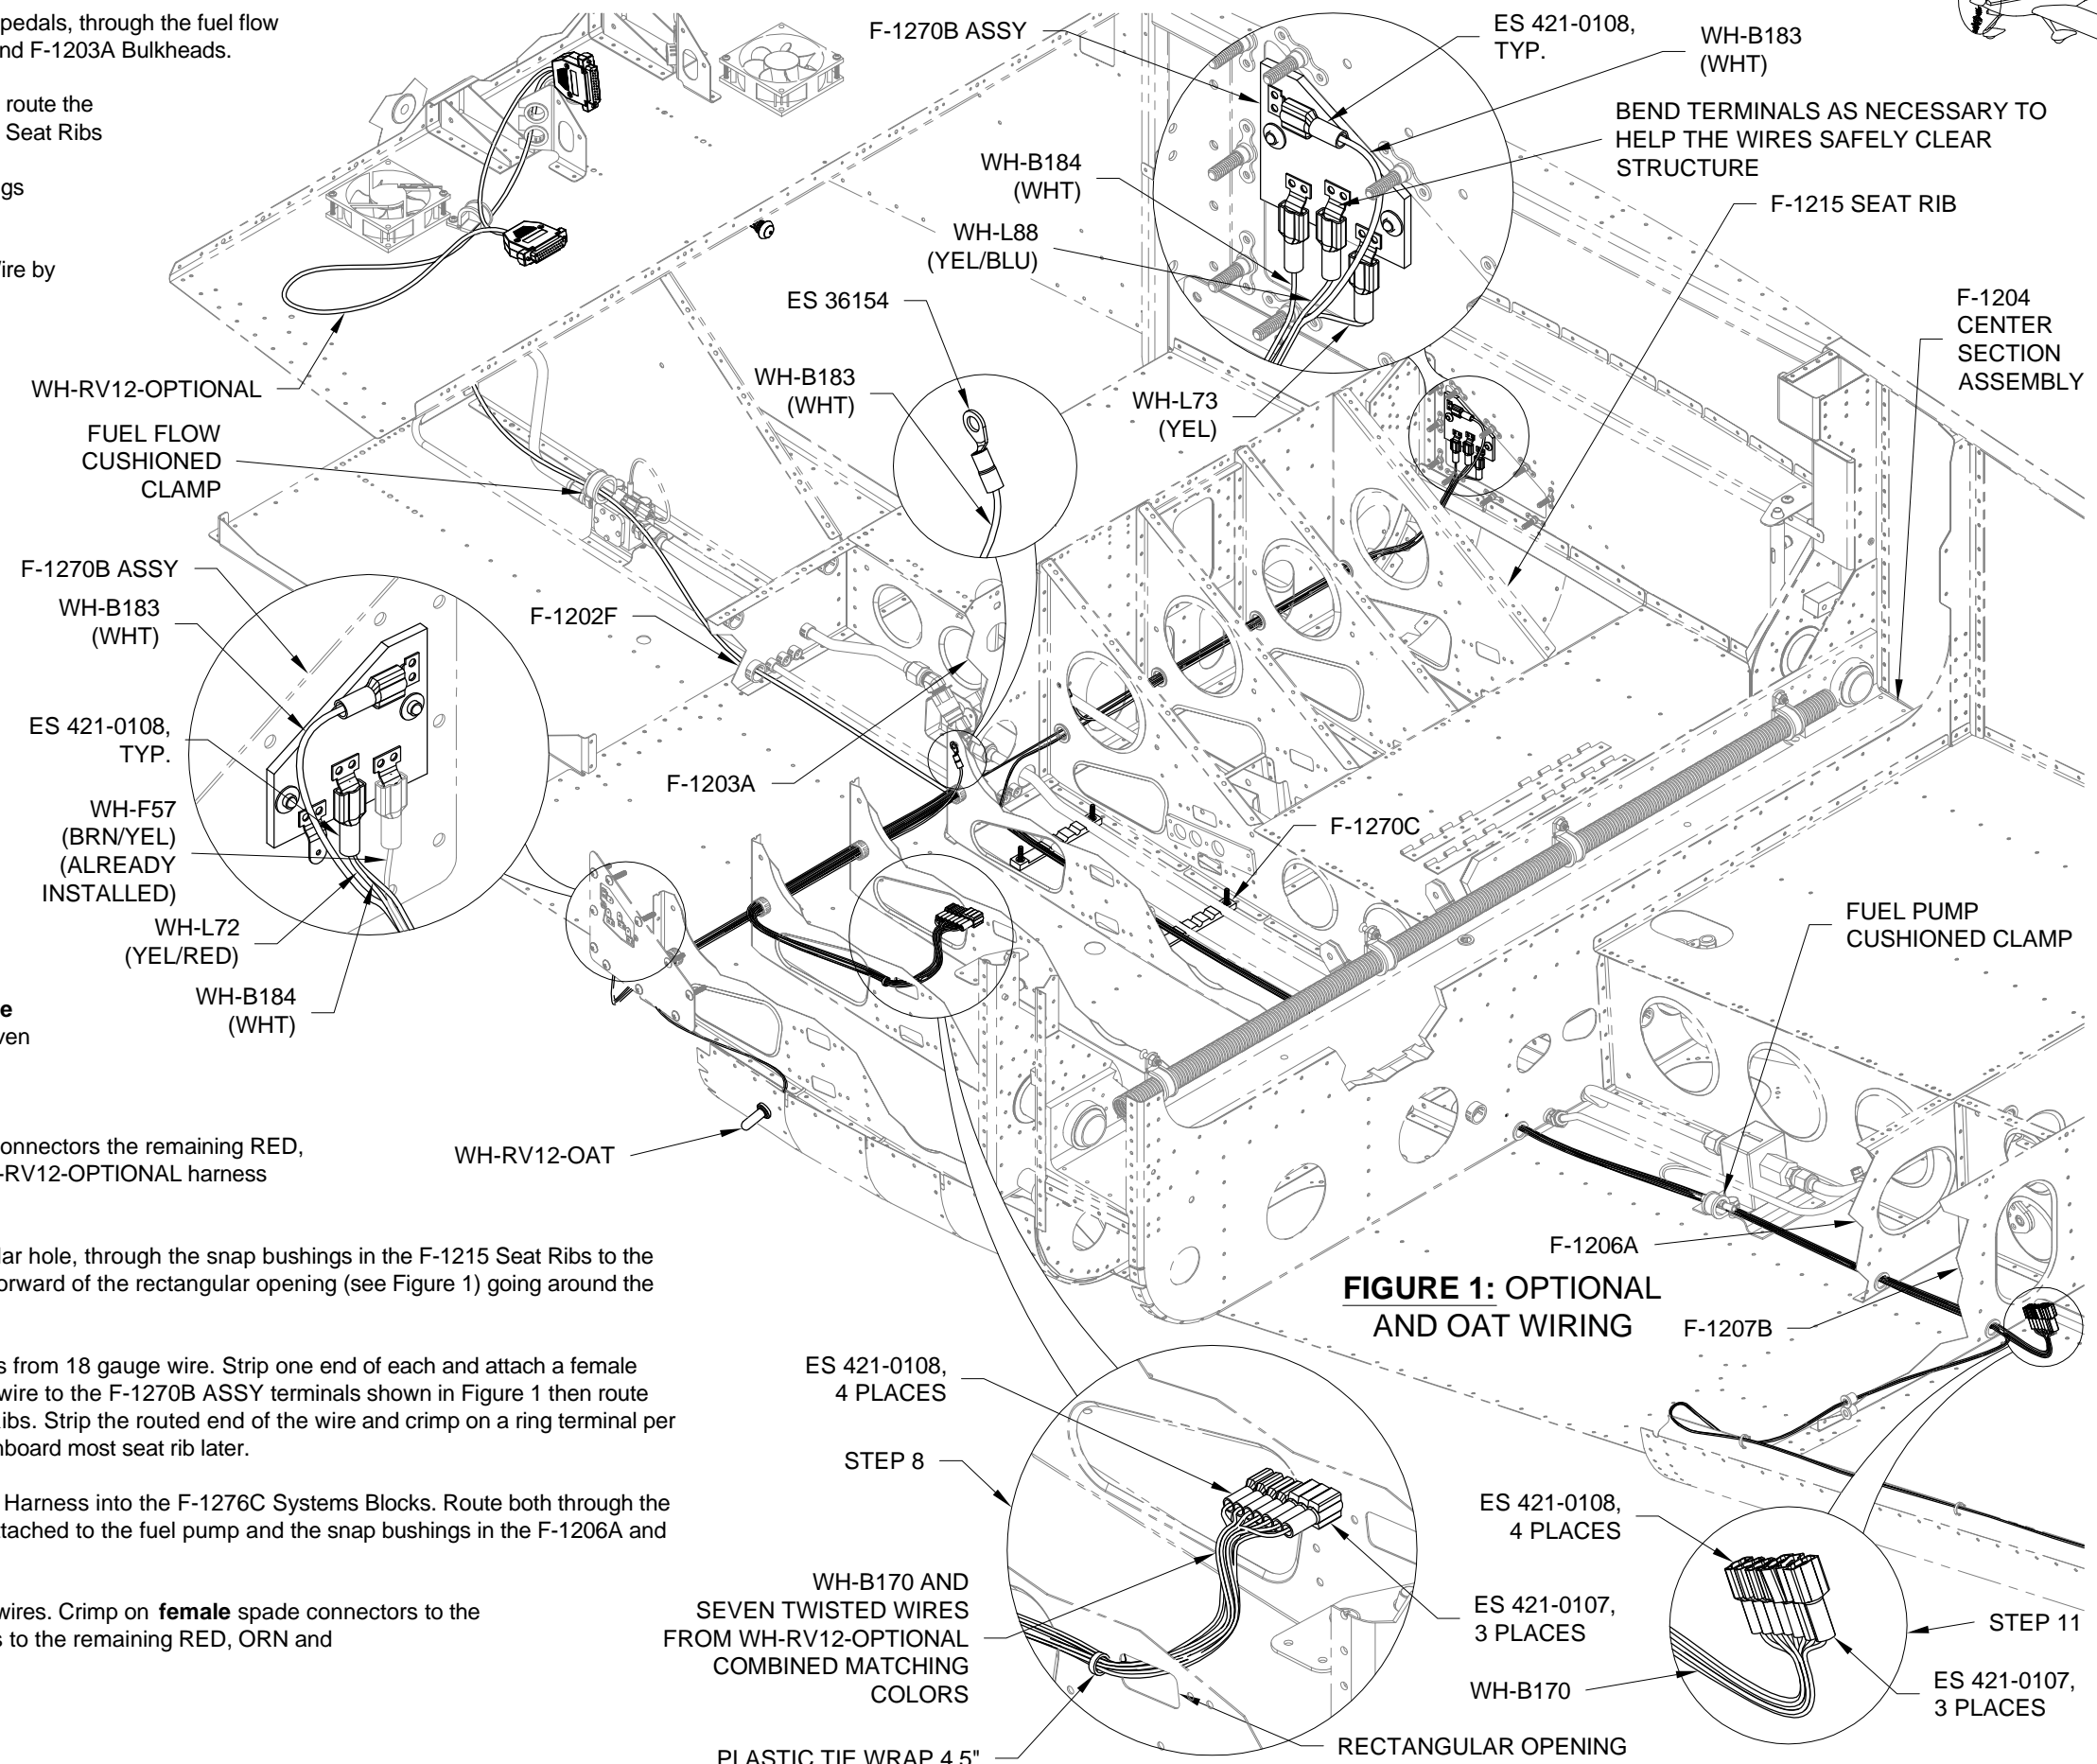 pedals, through the fuel flow
nd F-1203A Bulkheads.
route the
Seat Ribs
gs
Wire by
WH-RV12-OPTIONAL
FUEL FLOW
CUSHIONED
CLAMP
F-1270B ASSY
WH-B183
(WHT)
ES 421-0108,
TYP.
WH-F57
(BRN/YEL)
(ALREADY
INSTALLED)
WH-L72
(YEL/RED)
WH-B184
(WHT)
F-1270B ASSY
ES 421-0108,
TYP.
WH-B183
(WHT)
BEND TERMINALS AS NECESSARY TO
HELP THE WIRES SAFELY CLEAR
STRUCTURE
WH-B184
(WHT)
WH-L88
(YEL/BLU)
F-1215 SEAT RIB
ES 36154
WH-B183
(WHT)
WH-L73
(YEL)
F-1204
CENTER
SECTION
ASSEMBLY
F-1202F
F-1203A
F-1270C
FUEL PUMP
CUSHIONED CLAMP
e
ven
onnectors the remaining RED,
-RV12-OPTIONAL harness
WH-RV12-OAT
lar hole, through the snap bushings in the F-1215 Seat Ribs to the
orward of the rectangular opening (see Figure 1) going around the
s from 18 gauge wire. Strip one end of each and attach a female
wire to the F-1270B ASSY terminals shown in Figure 1 then route
Ribs. Strip the routed end of the wire and crimp on a ring terminal per
nboard most seat rib later.
Harness into the F-1276C Systems Blocks. Route both through the
ttached to the fuel pump and the snap bushings in the F-1206A and
wires. Crimp on female spade connectors to the
s to the remaining RED, ORN and
F-1206A
FIGURE 1: OPTIONAL
AND OAT WIRING
F-1207B
ES 421-0108,
4 PLACES
STEP 8
WH-B170 AND
SEVEN TWISTED WIRES
FROM WH-RV12-OPTIONAL
COMBINED MATCHING
COLORS
PLASTIC TIE WRAP 4.5"
ES 421-0107,
3 PLACES
RECTANGULAR OPENING
ES 421-0108,
4 PLACES
STEP 11
WH-B170
ES 421-0107,
3 PLACES